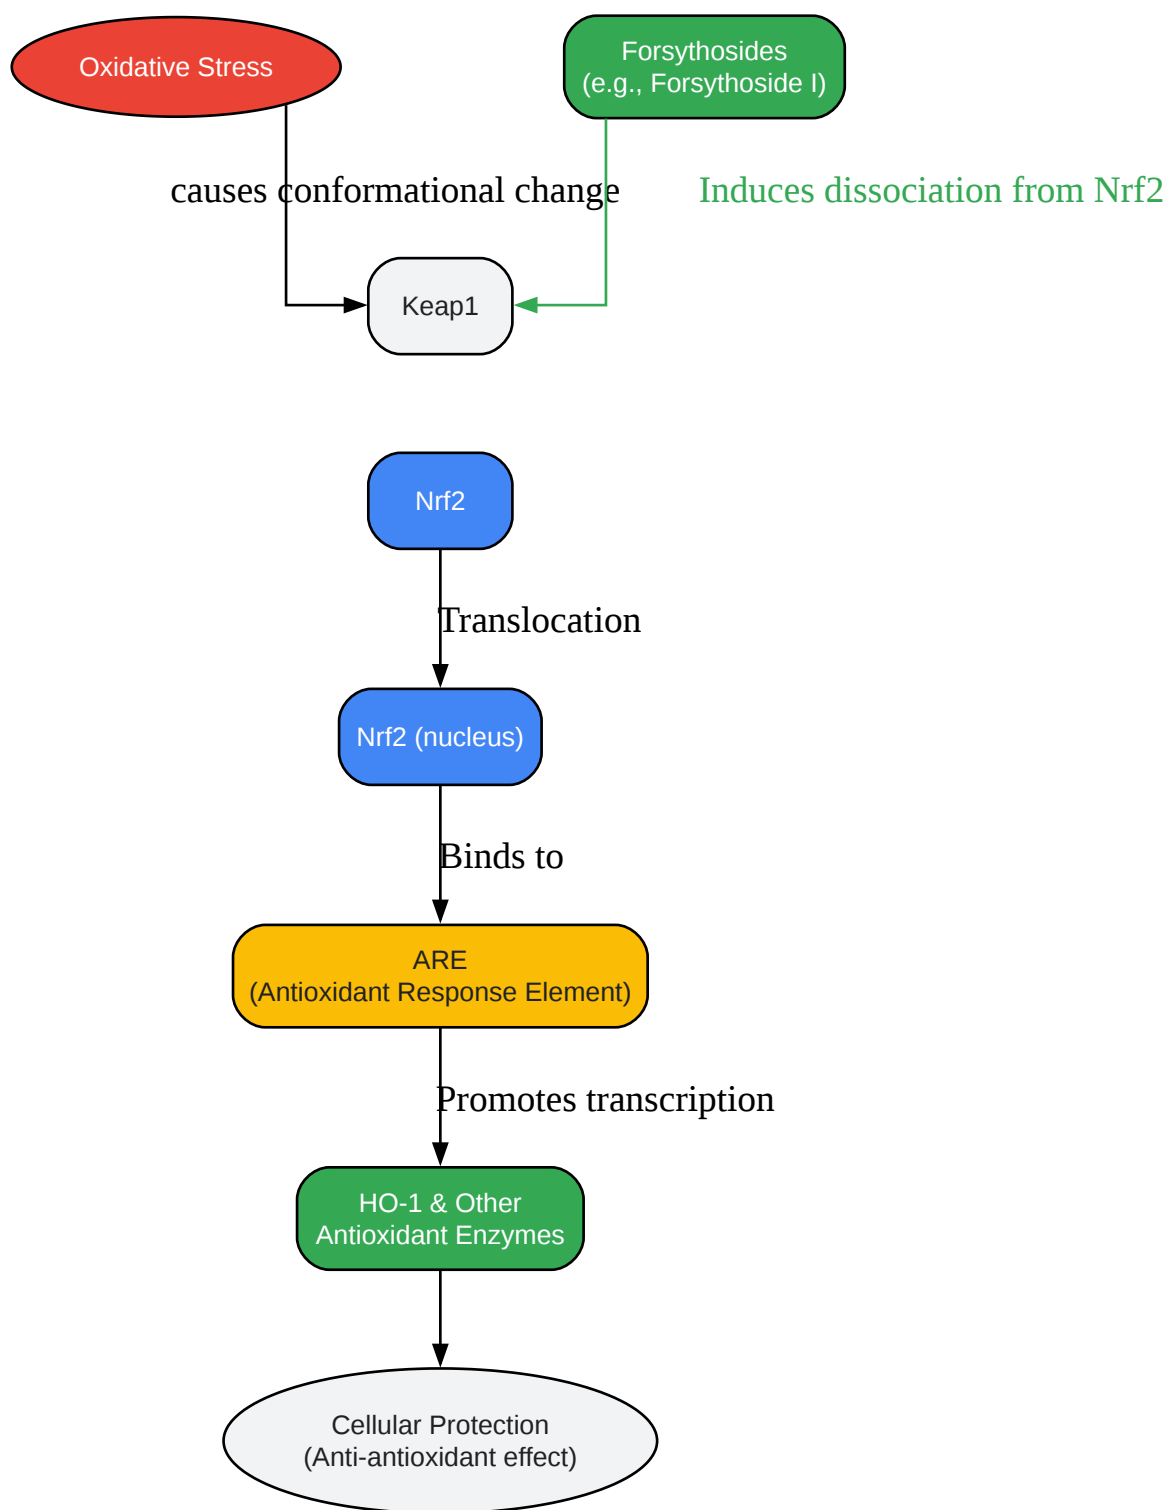 Oxidative Stress
Forsythosides
(e.g., Forsythoside I)
causes conformational change
Induces dissociation from Nrf2
Keap1
Nrf2
Translocation
Nrf2 (nucleus)
Binds to
ARE
(Antioxidant Response Element)
Promotes transcription
HO-1 & Other
Antioxidant Enzymes
Cellular Protection
(Anti-antioxidant effect)